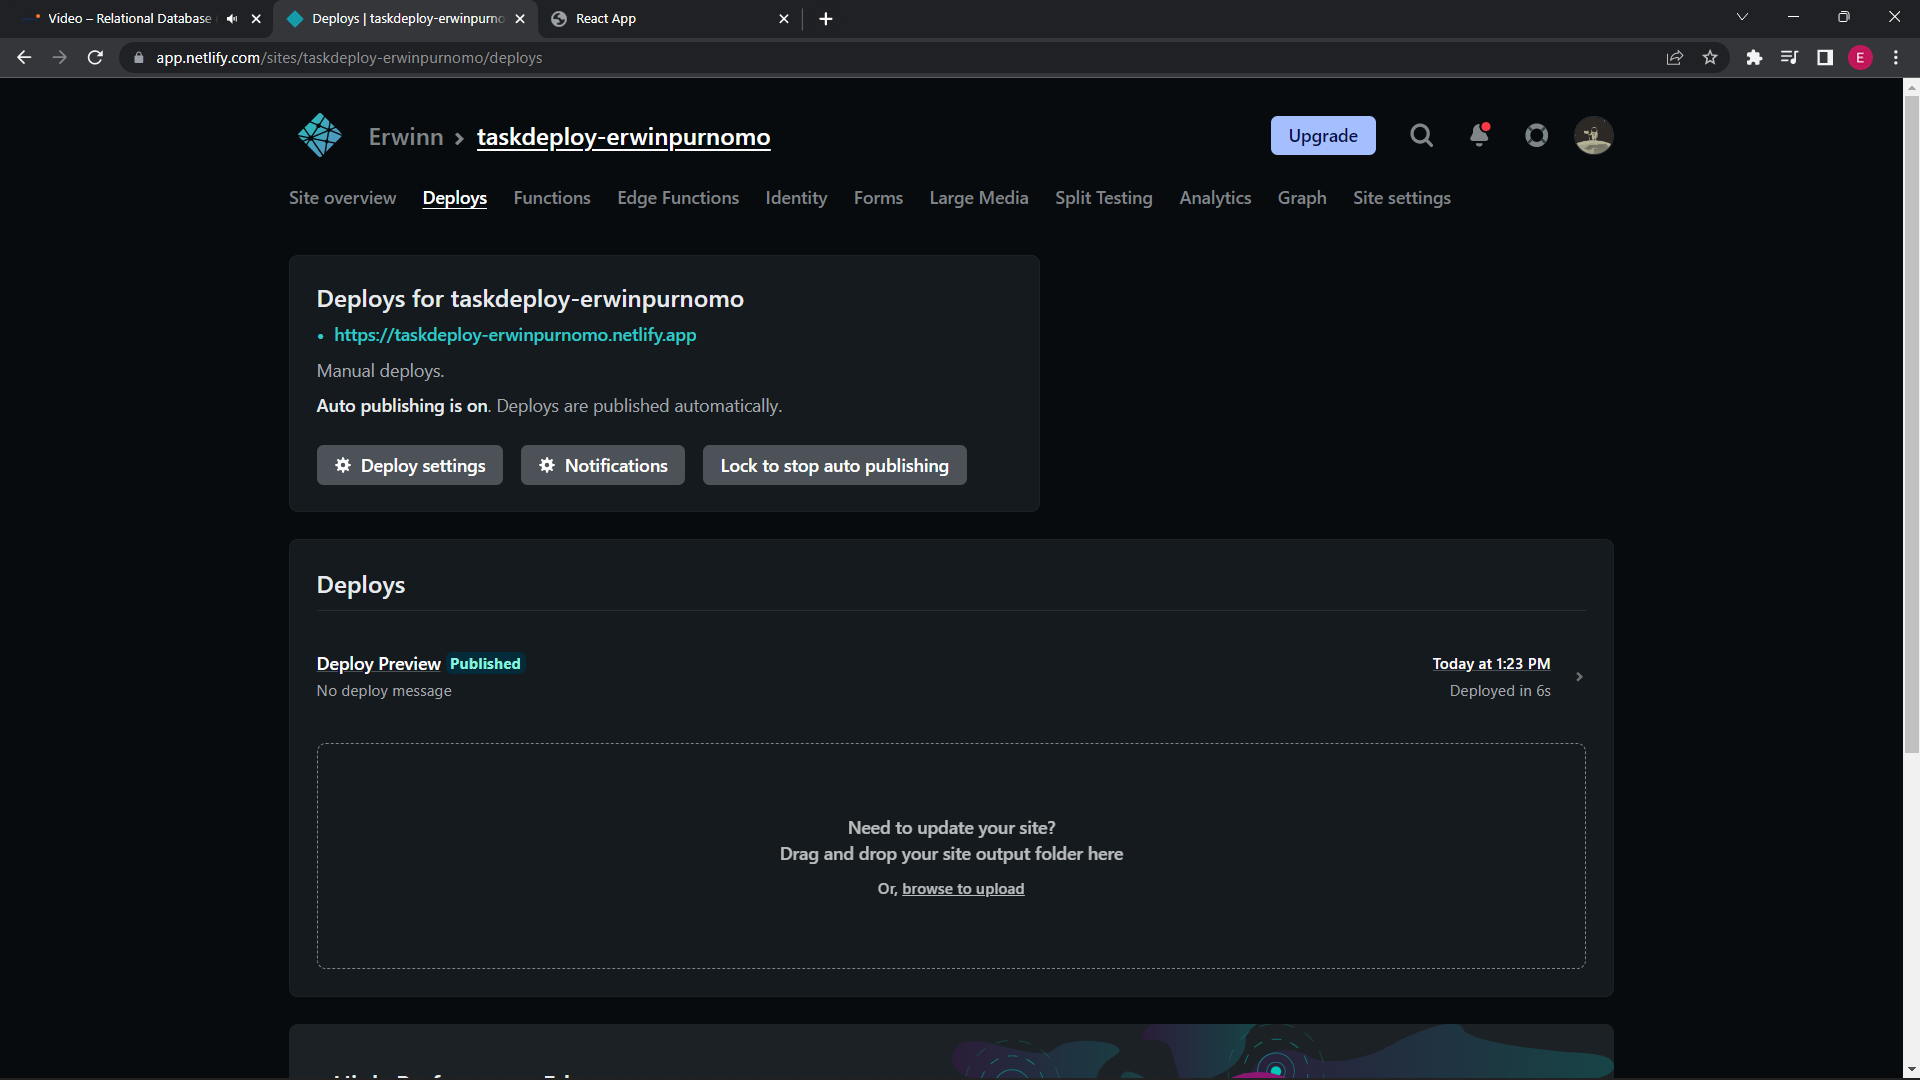 Video – Relational Database
Deploys | taskdeploy-erwinpurno
React App
app.netlify.com/sites/taskdeploy-erwinpurnomo/deploys
E
Erwinn
taskdeploy-erwinpurnomo
Upgrade
Site overview
Deploys
Functions
Edge Functions
Identity
Forms
Large Media
Split Testing
Analytics
Graph
Site settings
Deploys for taskdeploy-erwinpurnomo
• https://taskdeploy-erwinpurnomo.netlify.app
Manual deploys.
Auto publishing is on. Deploys are published automatically.
Deploy settings
Notifications
Lock to stop auto publishing
Deploys
Deploy Preview Published
Today at 1:23 PM
No deploy message
Deployed in 6s
Need to update your site?
Drag and drop your site output folder here
Or, browse to upload